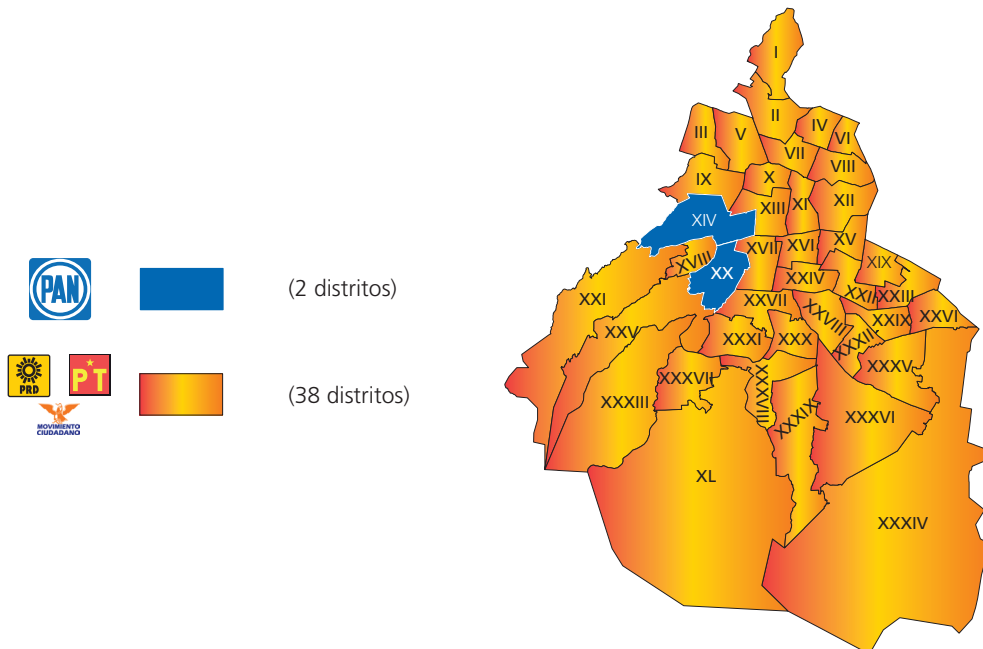 PAN
(2 distritos)
PRD
PT
MOVIMIENTO
CIUDADANO
(38 distritos)
I
II
III
V
IV
VI
VII
VIII
IX
X
XI
XII
XIII
XIV
XV
XVI
XVII
XVIII
XIX
XX
XXI
XXII
XXIII
XXIV
XXV
XXVI
XXVII
XXVIII
XXIX
XXX
XXXI
XXXII
XXXIII
XXXV
XXXVI
XXXVII
XXXVIII
XXXIX
XL
XXXIV